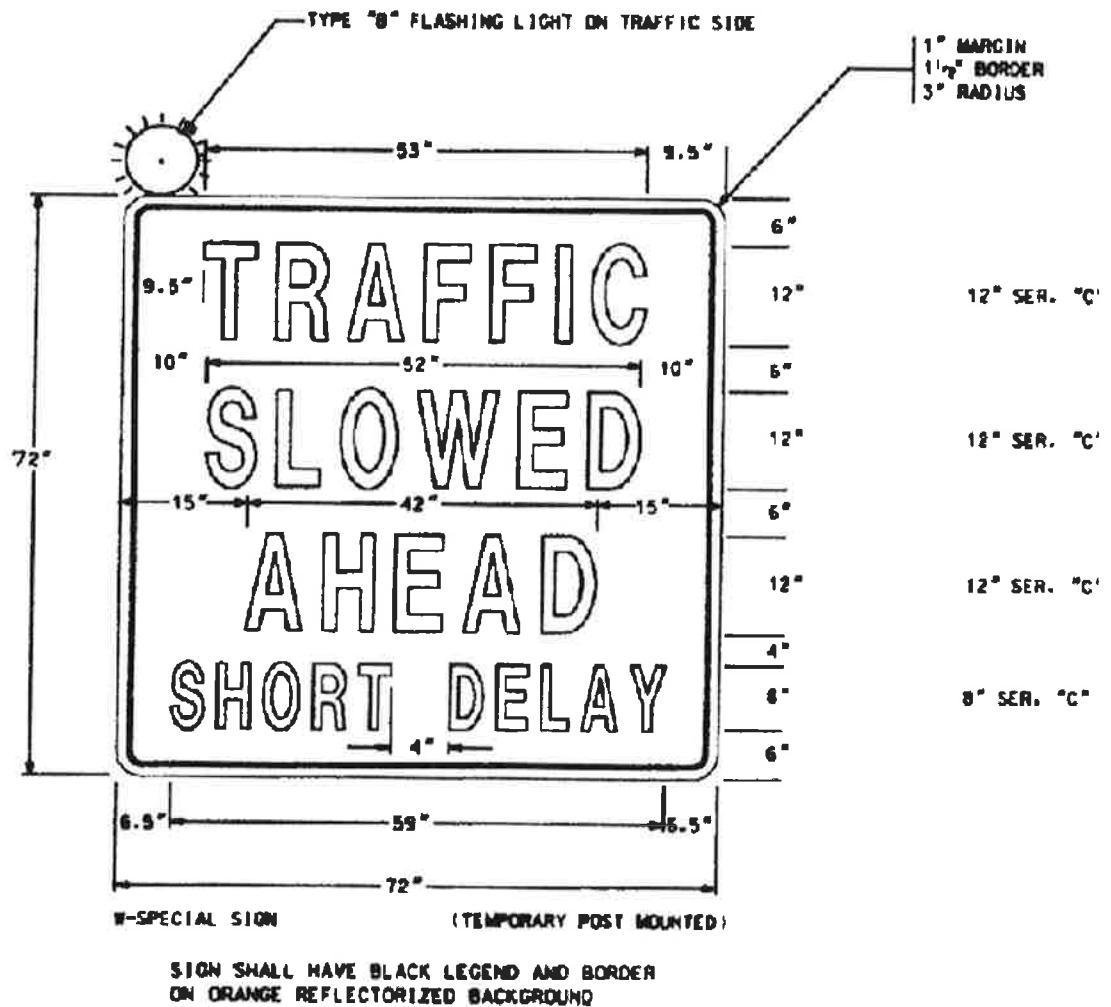 TYPE "B" FLASHING LIGHT ON TRAFFIC SIDE
1" MARGIN
1 1/2" BORDER
3" RADIUS
53" 9.5"
6"
9.5" TRAFFIC 12" 12" SER. "C"
10" 52" 10" 6"
SLOWED 12" 12" SER. "C"
72"
15" 42" 15" 6"
AHEAD 12" 12" SER. "C"
4"
SHORT DELAY 8" 8" SER. "C"
4" 6"
6.5" 59" 6.5"
72"
W-SPECIAL SIGN (TEMPORARY POST MOUNTED)
SIGN SHALL HAVE BLACK LEGEND AND BORDER
ON ORANGE REFLECTORIZED BACKGROUND